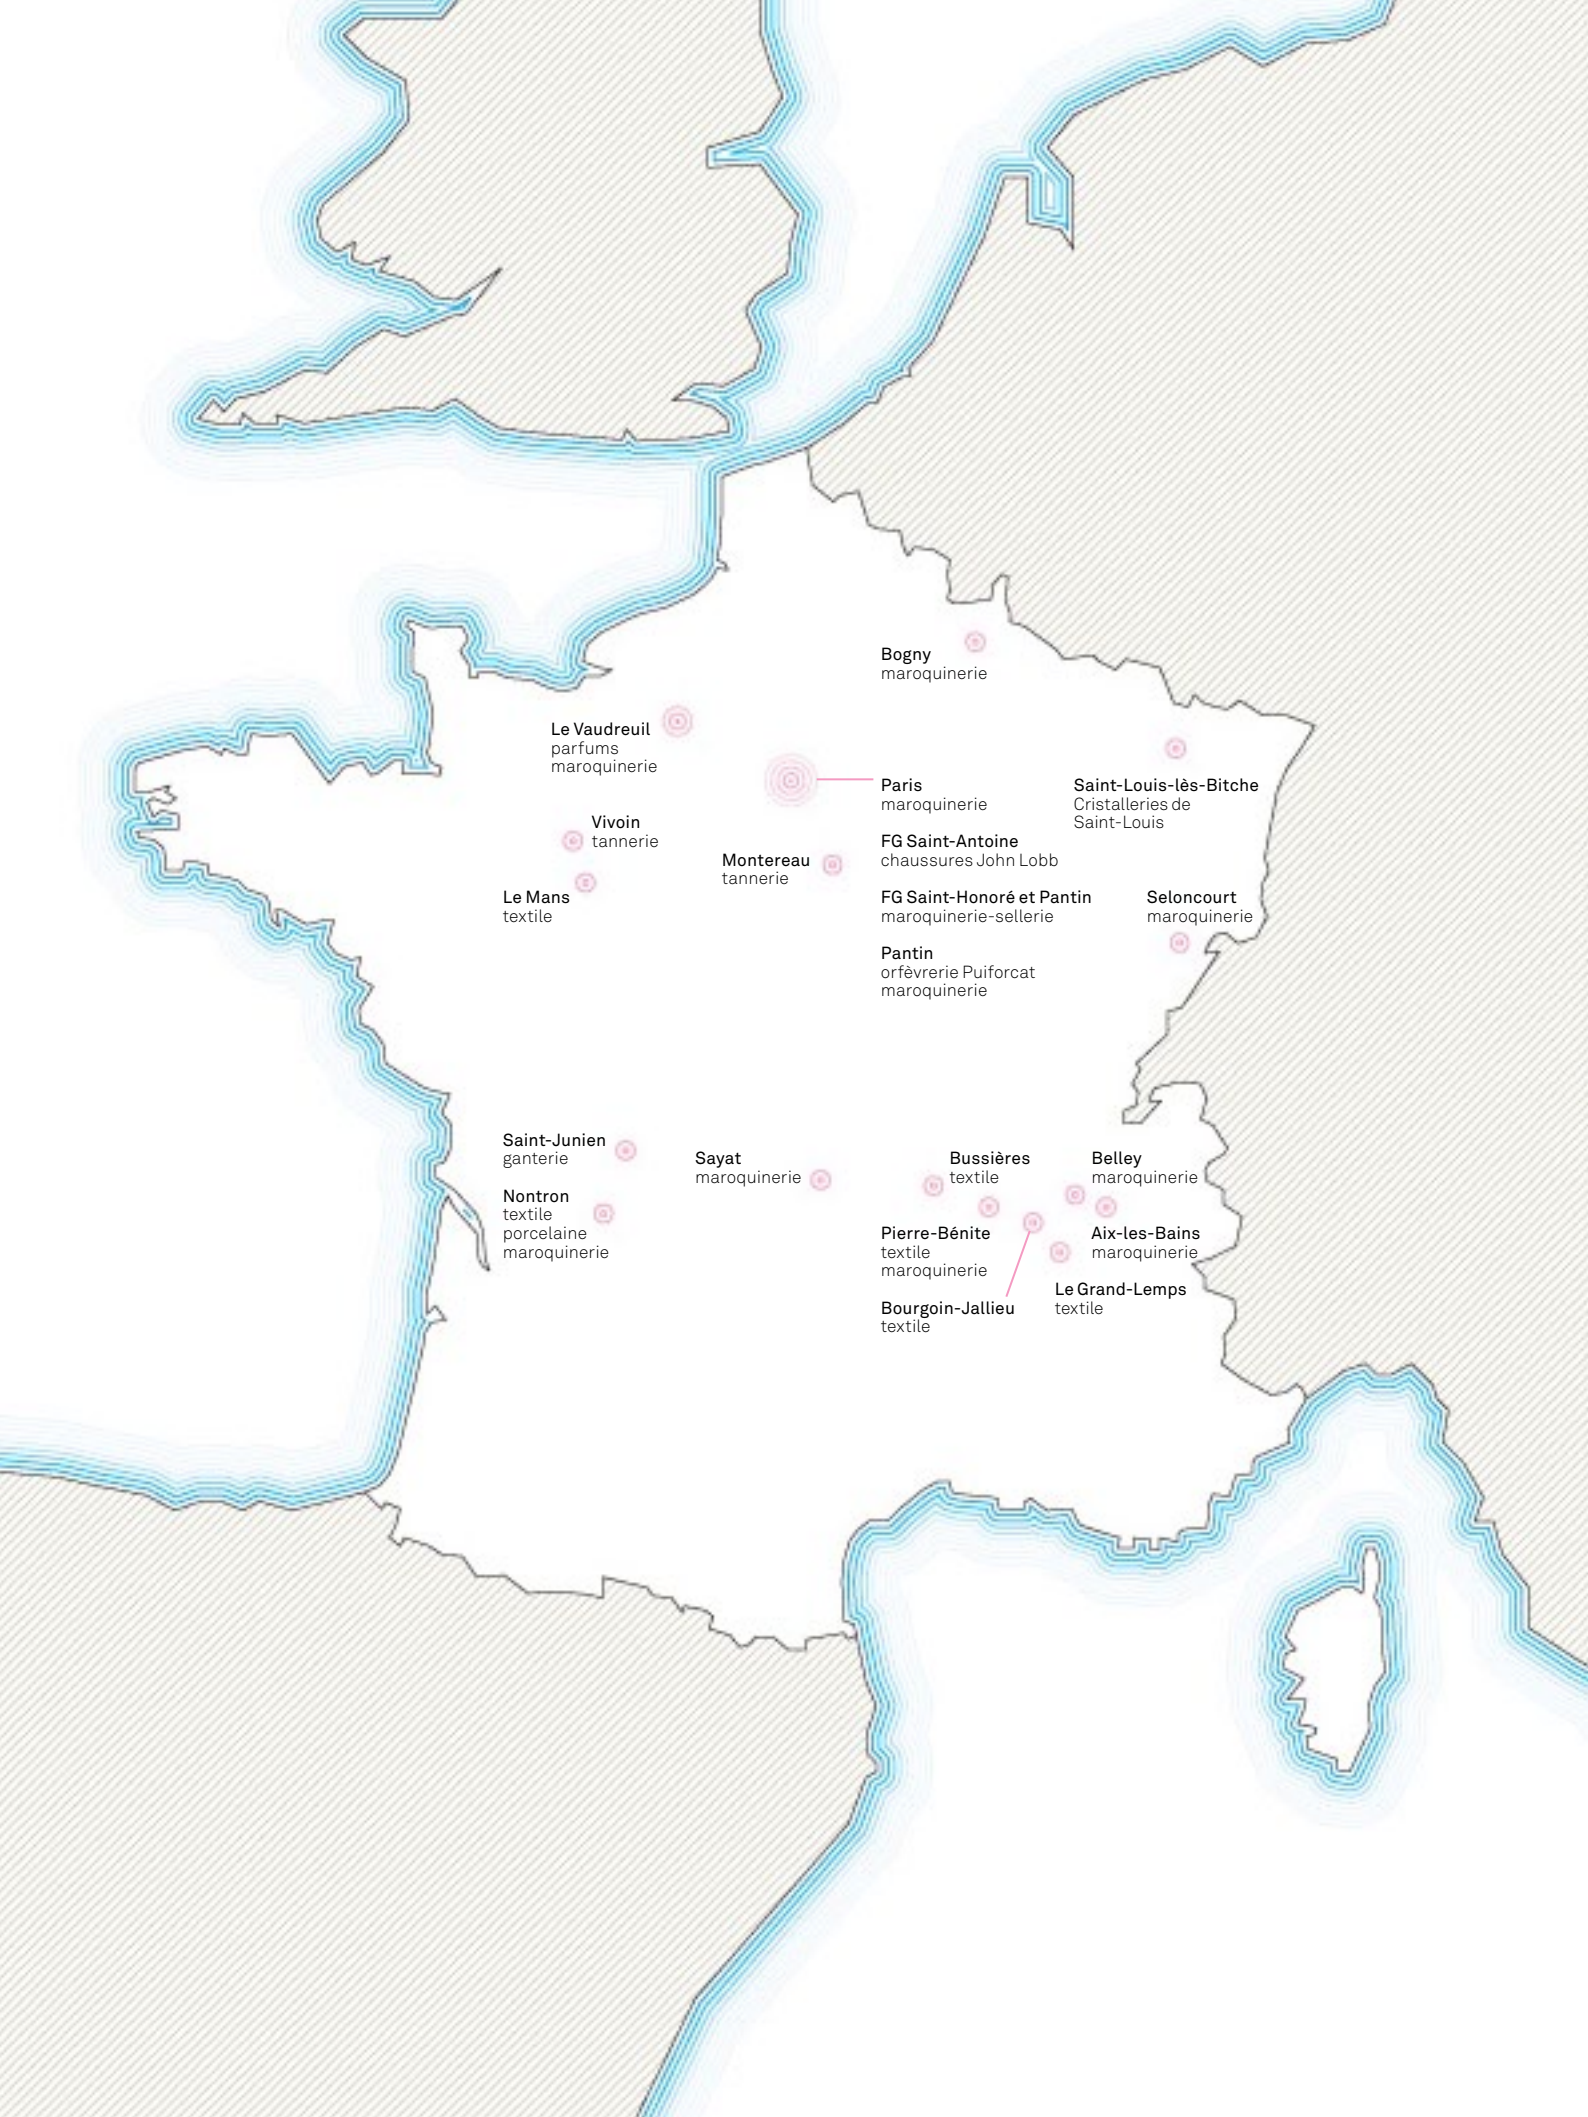 Bogny
maroquinerie
Le Vaudreuil
parfums
maroquinerie
Paris
maroquinerie
FG Saint-Antoine
chaussures John Lobb
FG Saint-Honoré et Pantin
maroquinerie-sellerie
Pantin
orfèvrerie Puiforcat
maroquinerie
Saint-Louis-lès-Bitche
Cristalleries de
Saint-Louis
Vivoin
tannerie
Montereau
tannerie
Le Mans
textile
Seloncourt
maroquinerie
Saint-Junien
ganterie
Nontron
textile
porcelaine
maroquinerie
Sayat
maroquinerie
Bussières
textile
Belley
maroquinerie
Pierre-Bénite
textile
maroquinerie
Aix-les-Bains
maroquinerie
Bourgoin-Jallieu
textile
Le Grand-Lemps
textile